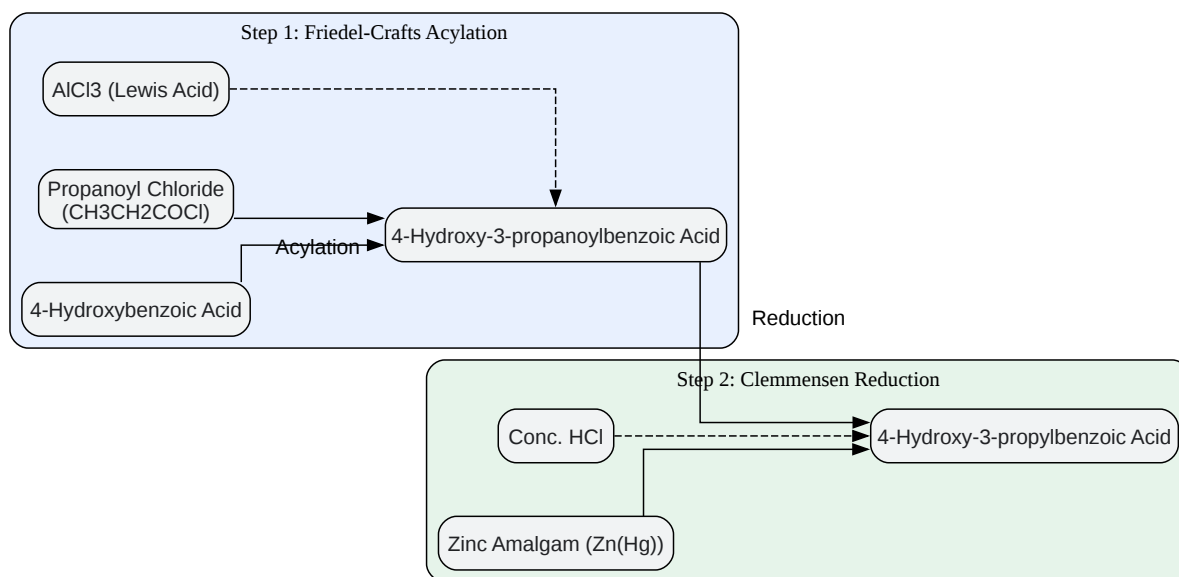 Step 1: Friedel-Crafts Acylation
AlCl3 (Lewis Acid)
Propanoyl Chloride
(CH3CH2COCl)
4-Hydroxy-3-propanoylbenzoic Acid
Acylation
4-Hydroxybenzoic Acid
Reduction
Step 2: Clemmensen Reduction
Conc. HCl
4-Hydroxy-3-propylbenzoic Acid
Zinc Amalgam (Zn(Hg))